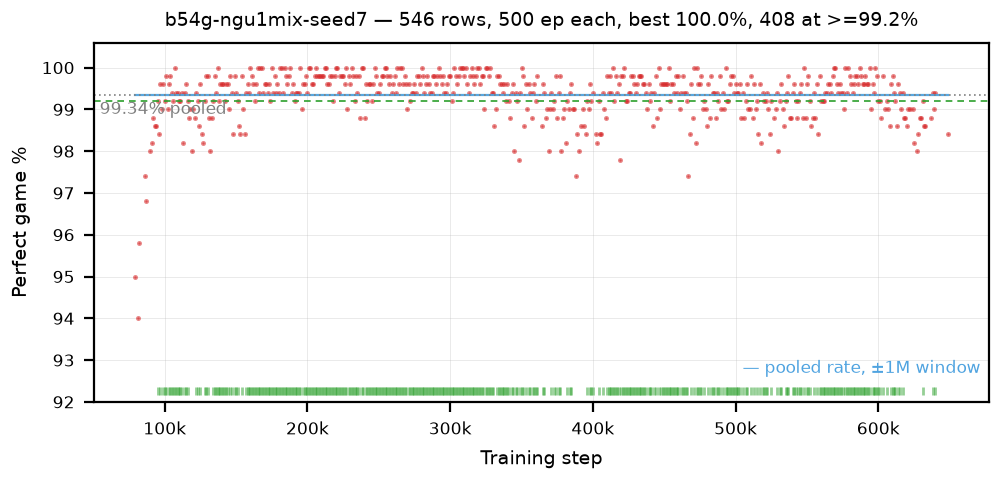 b54g-ngu1mix-seed7 — 546 rows, 500 ep each, best 100.0%, 408 at >=99.2%
Perfect game %
100
99
98
97
96
95
94
93
92
99.34% pooled
— pooled rate, ±1M window
100k
200k
300k
400k
500k
600k
Training step